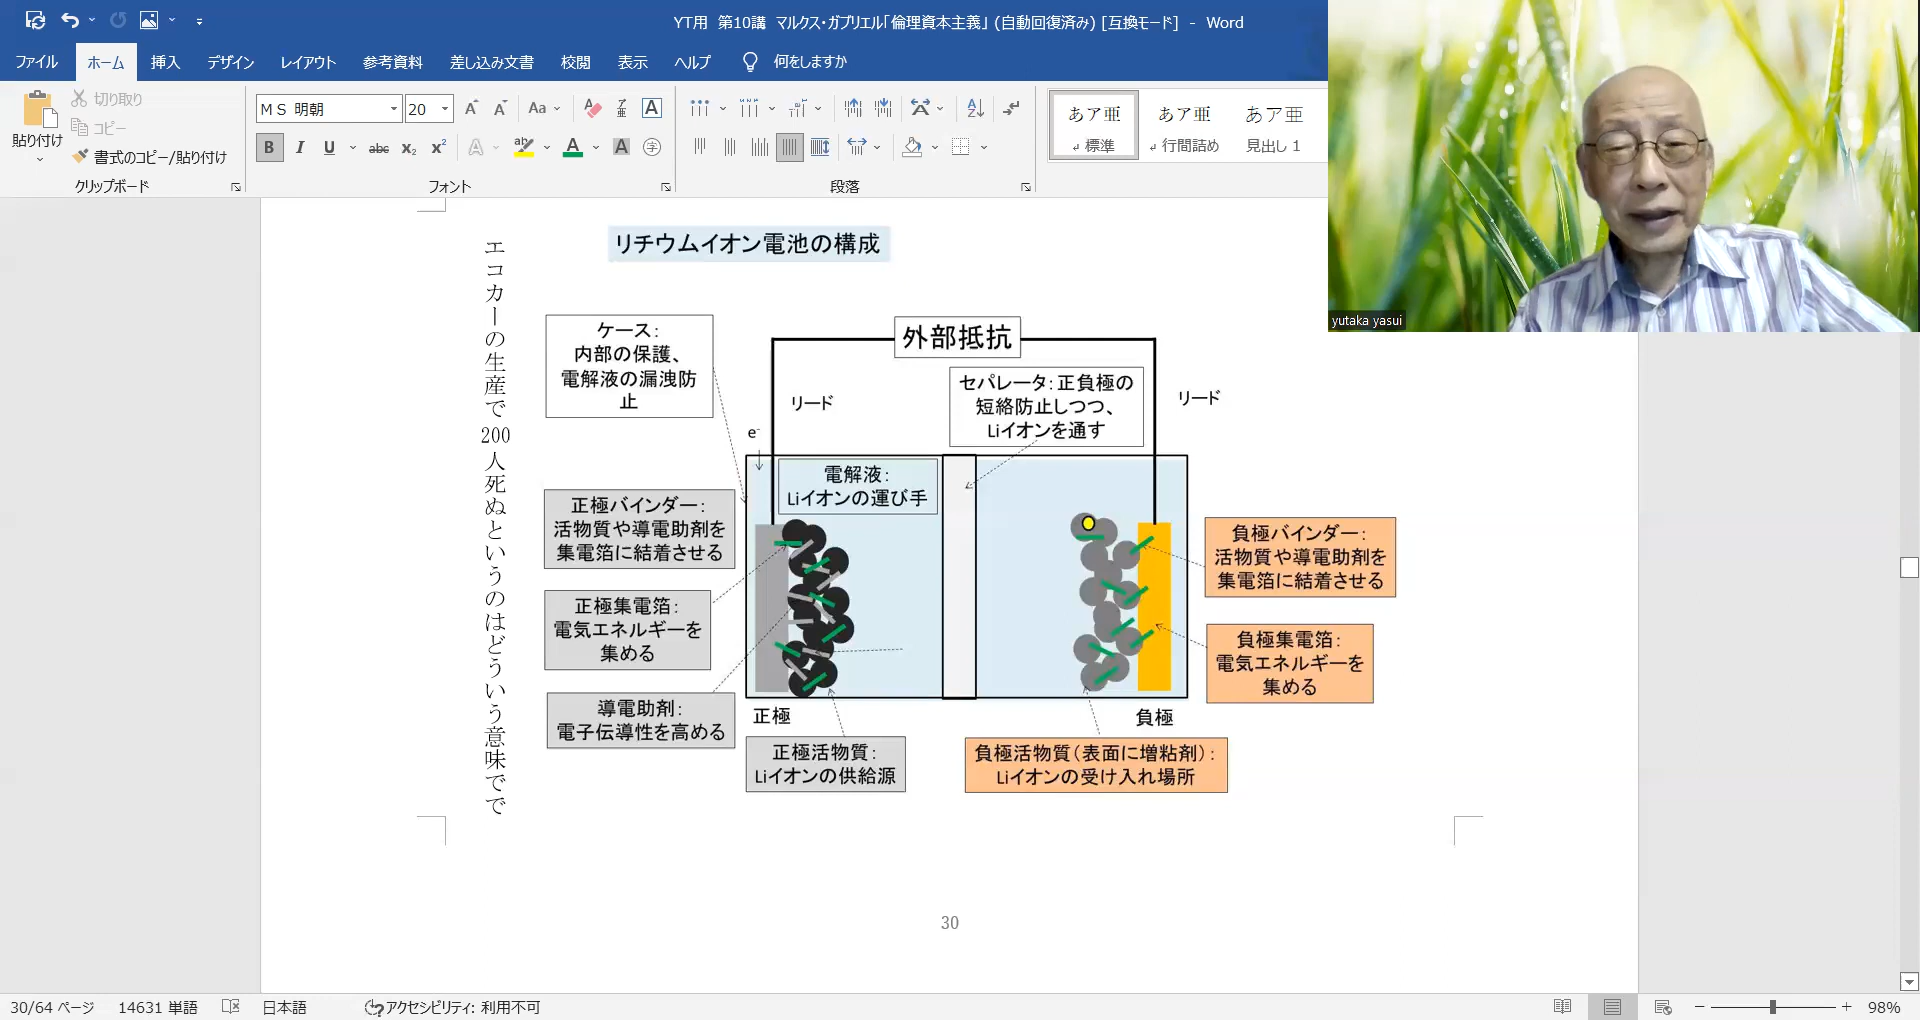 YT用 第10講 マルクス・ガブリエル「倫理資本主義」 (自動回復済み) [互換モード] - Word
ファイル ホーム 挿入 デザイン レイアウト 参考資料 差し込み文書 校閲 表示 ヘルプ 何をしますか
貼り付け
切り取り
コピー
書式のコピー/貼り付け
クリップボード
ＭＳ 明朝 20
フォント
段落
あア亜 標準
あア亜 行間詰め
あア亜 見出し 1
yutaka yasui
エコカーの生産で200人死ぬというのはどういう意味でで
リチウムイオン電池の構成
ケース：
内部の保護、
電解液の漏洩防
止
外部抵抗
リード
セパレータ：正負極の
短絡防止しつつ、
Liイオンを通す
リード
e-
電解液：
Liイオンの運び手
正極バインダー：
活物質や導電助剤を
集電箔に結着させる
正極集電箔：
電気エネルギーを
集める
導電助剤：
電子伝導性を高める
負極バインダー：
活物質や導電助剤を
集電箔に結着させる
負極集電箔：
電気エネルギーを
集める
正極
負極
正極活物質：
Liイオンの供給源
負極活物質（表面に増粘剤）：
Liイオンの受け入れ場所
30
30/64 ページ 14631 単語 日本語 アクセシビリティ: 利用不可 98%